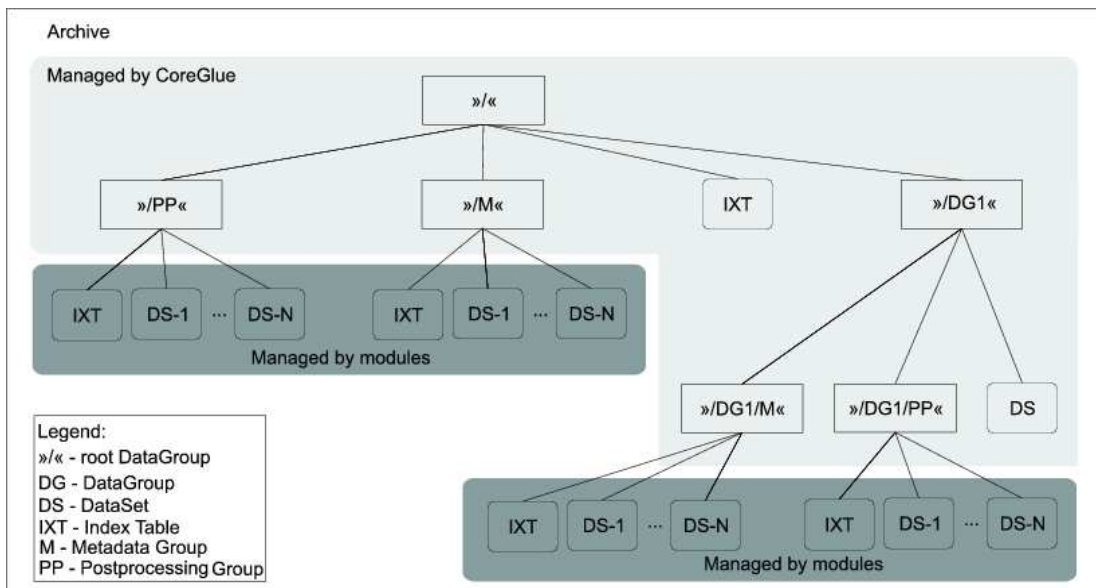 Archive
Managed by CoreGlue
»/«
»/PP«
»/M«
IXT
»/DG1«
IXT
DS-1
...
DS-N
IXT
DS-1
...
DS-N
Managed by modules
»/DG1/M«
»/DG1/PP«
DS
Legend:
»/« - root DataGroup
DG - DataGroup
DS - DataSet
IXT - Index Table
M - Metadata Group
PP - Postprocessing Group
IXT
DS-1
...
DS-N
IXT
DS-1
...
DS-N
Managed by modules